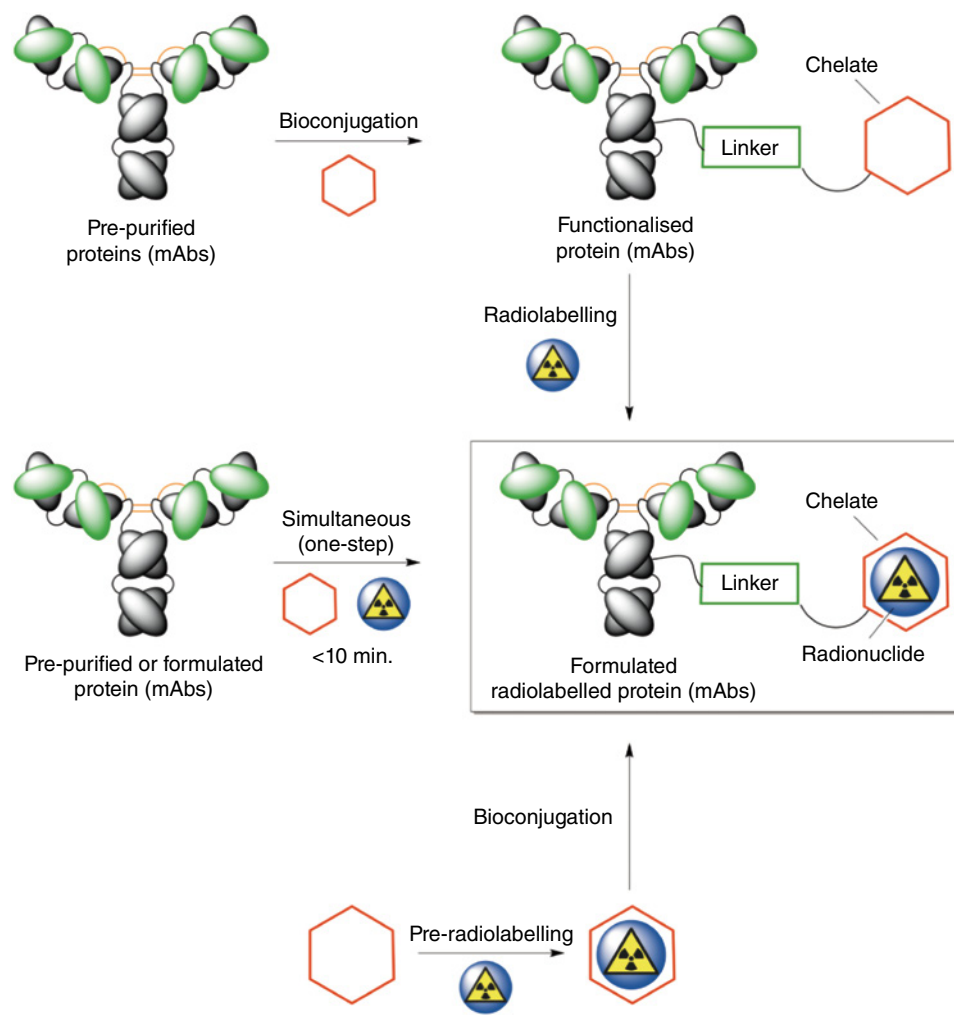 Bioconjugation
Pre-purified
proteins (mAbs)
Linker
Chelate
Functionalised
protein (mAbs)
Radiolabelling
Simultaneous
(one-step)
<10 min.
Pre-purified or formulated
protein (mAbs)
Chelate
Linker
Radionuclide
Formulated
radiolabelled protein (mAbs)
Bioconjugation
Pre-radiolabelling